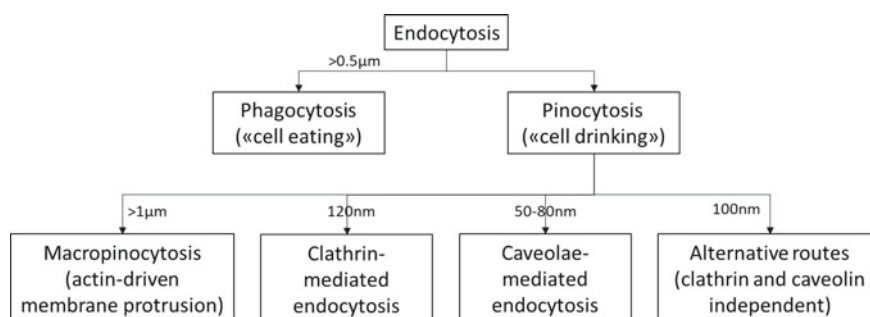 Endocytosis
>0.5µm
Phagocytosis
(«cell eating»)
Pinocytosis
(«cell drinking»)
>1µm
120nm
50-80nm
100nm
Macropinocytosis
(actin-driven
membrane protrusion)
Clathrin-
mediated
endocytosis
Caveolae-
mediated
endocytosis
Alternative routes
(clathrin and caveolin
independent)